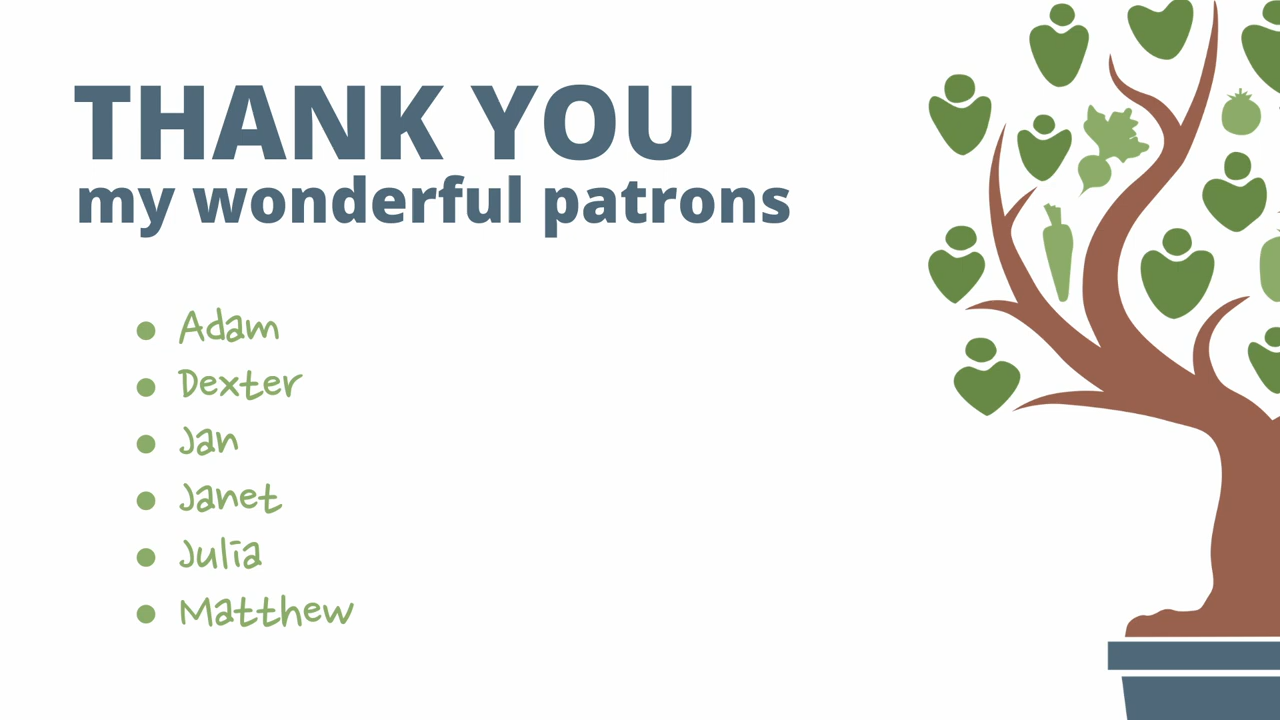 THANK YOU
my wonderful patrons
Adam
Dexter
Jan
Janet
Julia
Matthew